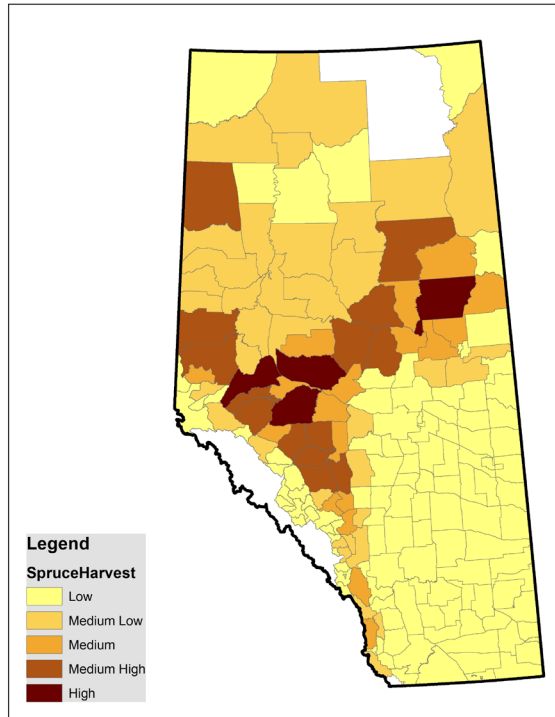 Legend
SpruceHarvest
Low
Medium Low
Medium
Medium High
High